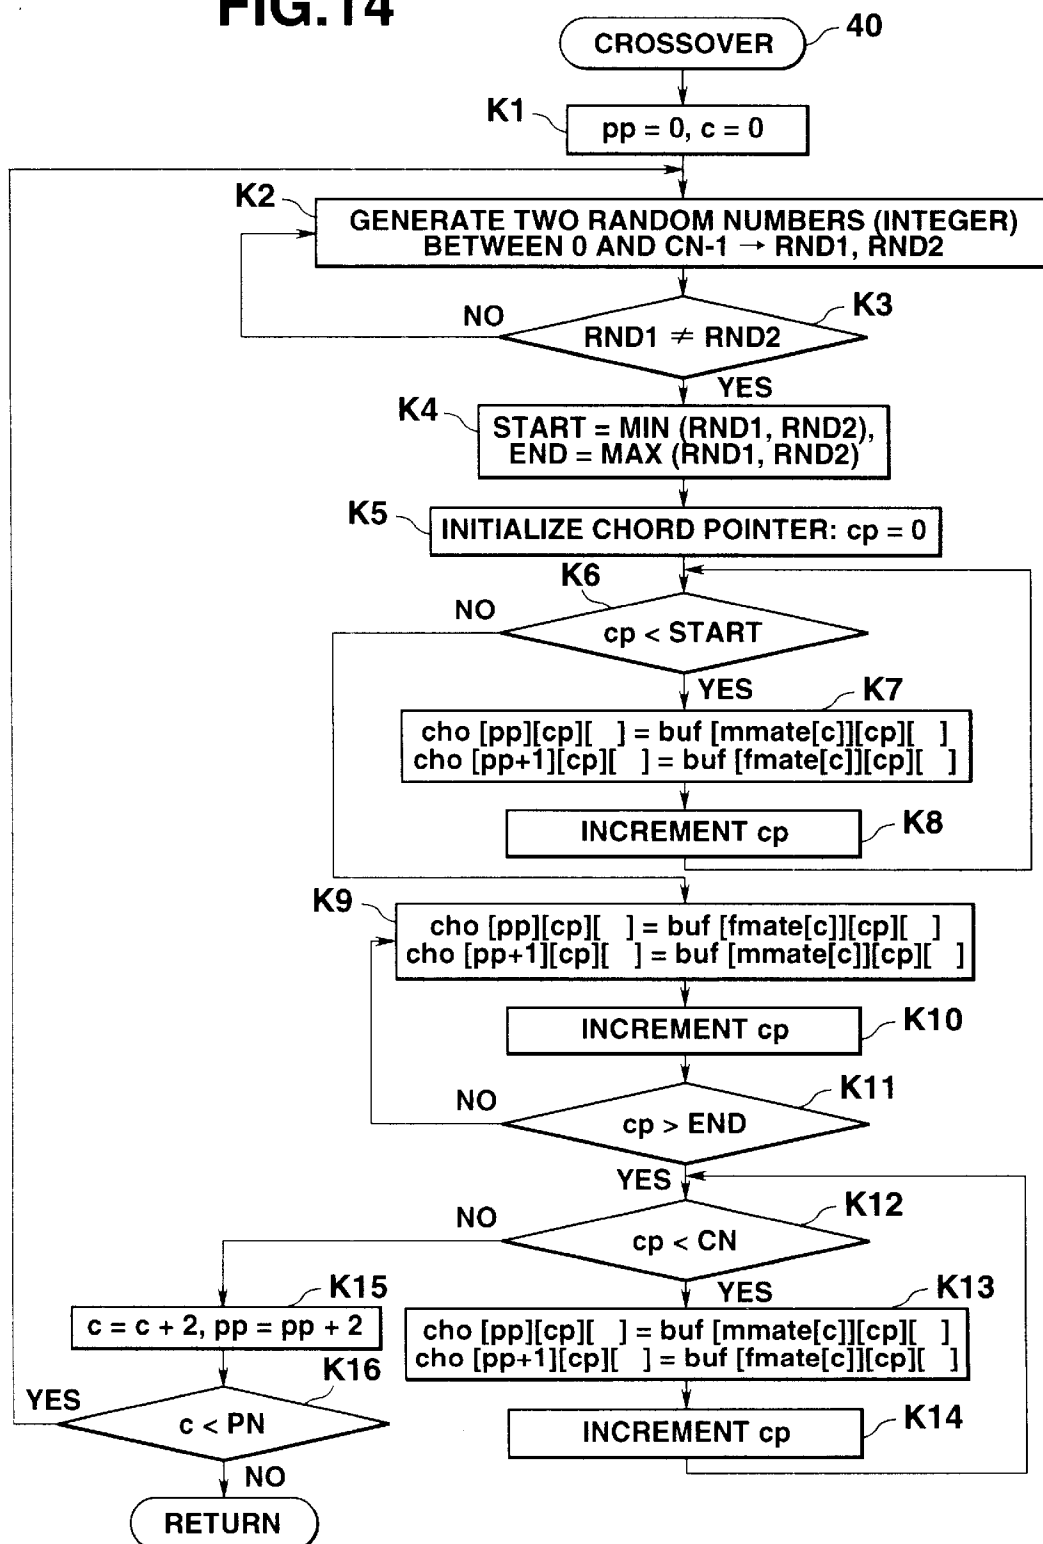 FIG.14
CROSSOVER
40
K1
pp = 0, c = 0
K2
GENERATE TWO RANDOM NUMBERS (INTEGER)
BETWEEN 0 AND CN-1 → RND1, RND2
K3
NO
RND1 ≠ RND2
YES
K4
START = MIN (RND1, RND2),
END = MAX (RND1, RND2)
K5
INITIALIZE CHORD POINTER: cp = 0
K6
NO
cp < START
YES
K7
cho [pp][cp][ ] = buf [mmate[c]][cp][ ]
cho [pp+1][cp][ ] = buf [fmate[c]][cp][ ]
INCREMENT cp
K8
K9
cho [pp][cp][ ] = buf [fmate[c]][cp][ ]
cho [pp+1][cp][ ] = buf [mmate[c]][cp][ ]
INCREMENT cp
K10
K11
NO
cp > END
YES
K12
NO
cp < CN
YES
K13
K15
c = c + 2, pp = pp + 2
cho [pp][cp][ ] = buf [mmate[c]][cp][ ]
cho [pp+1][cp][ ] = buf [fmate[c]][cp][ ]
K16
YES
c < PN
INCREMENT cp
K14
NO
RETURN